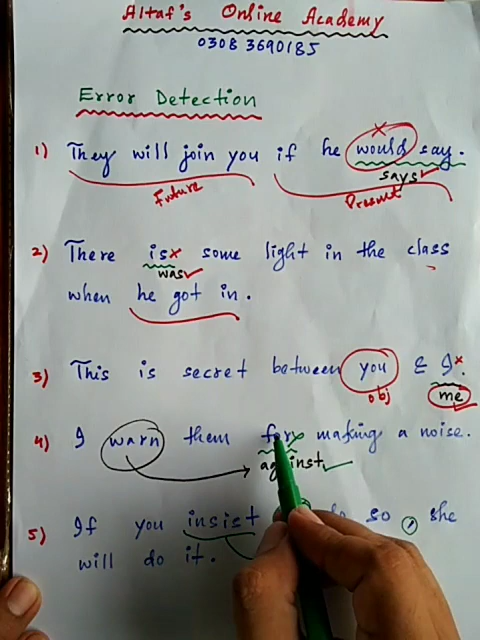 Altaf's Online Academy
0308 3690185
Error Detection
1) They will join you if he would say.
says
Future
Present
2) There is some light in the class
was
when he got in.
3) This is secret between you & I.
obj
me
4) I warn them for making a noise.
against
5) If you insist do so, she
will do it.